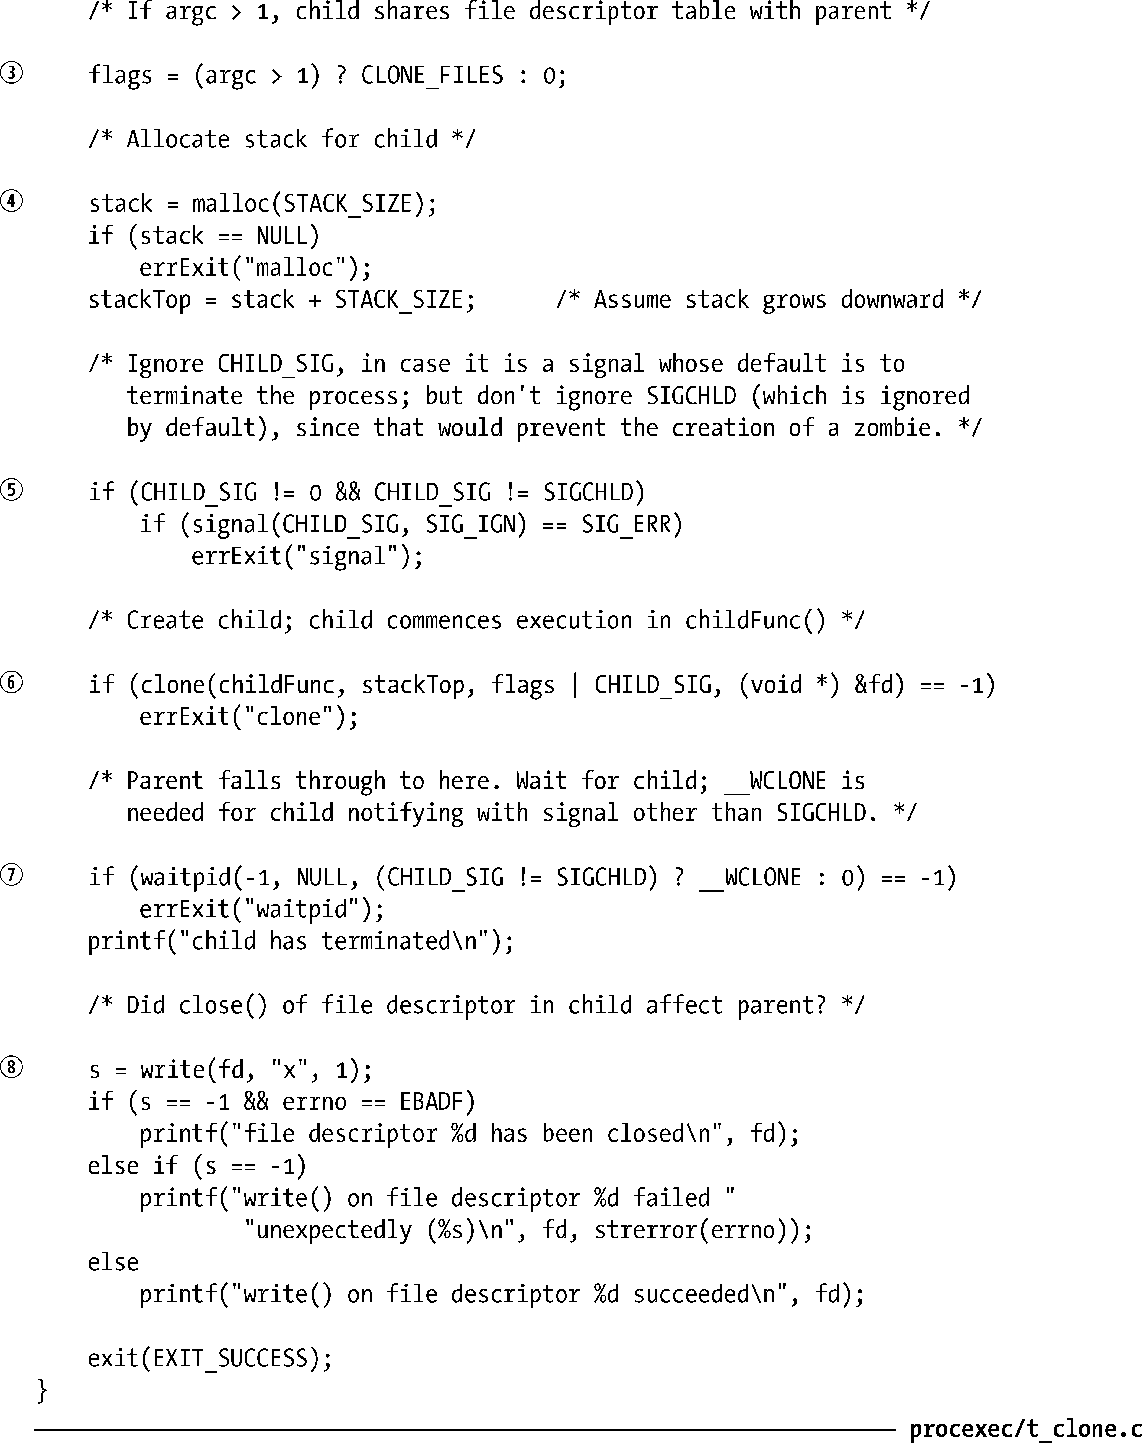 /* If argc > 1, child shares file descriptor table with parent */
③ flags = (argc > 1) ? CLONE_FILES : 0;
/* Allocate stack for child */
④ stack = malloc(STACK_SIZE);
if (stack == NULL)
errExit("malloc");
stackTop = stack + STACK_SIZE; /* Assume stack grows downward */
/* Ignore CHILD_SIG, in case it is a signal whose default is to
terminate the process; but don't ignore SIGCHLD (which is ignored
by default), since that would prevent the creation of a zombie. */
⑤ if (CHILD_SIG != 0 && CHILD_SIG != SIGCHLD)
if (signal(CHILD_SIG, SIG_IGN) == SIG_ERR)
errExit("signal");
/* Create child; child commences execution in childFunc() */
⑥ if (clone(childFunc, stackTop, flags | CHILD_SIG, (void *) &fd) == -1)
errExit("clone");
/* Parent falls through to here. Wait for child; __WCLONE is
needed for child notifying with signal other than SIGCHLD. */
⑦ if (waitpid(-1, NULL, (CHILD_SIG != SIGCHLD) ? __WCLONE : 0) == -1)
errExit("waitpid");
printf("child has terminated\n");
/* Did close() of file descriptor in child affect parent? */
⑧ s = write(fd, "x", 1);
if (s == -1 && errno == EBADF)
printf("file descriptor %d has been closed\n", fd);
else if (s == -1)
printf("write() on file descriptor %d failed "
"unexpectedly (%s)\n", fd, strerror(errno));
else
printf("write() on file descriptor %d succeeded\n", fd);
exit(EXIT_SUCCESS);
}
procexec/t_clone.c